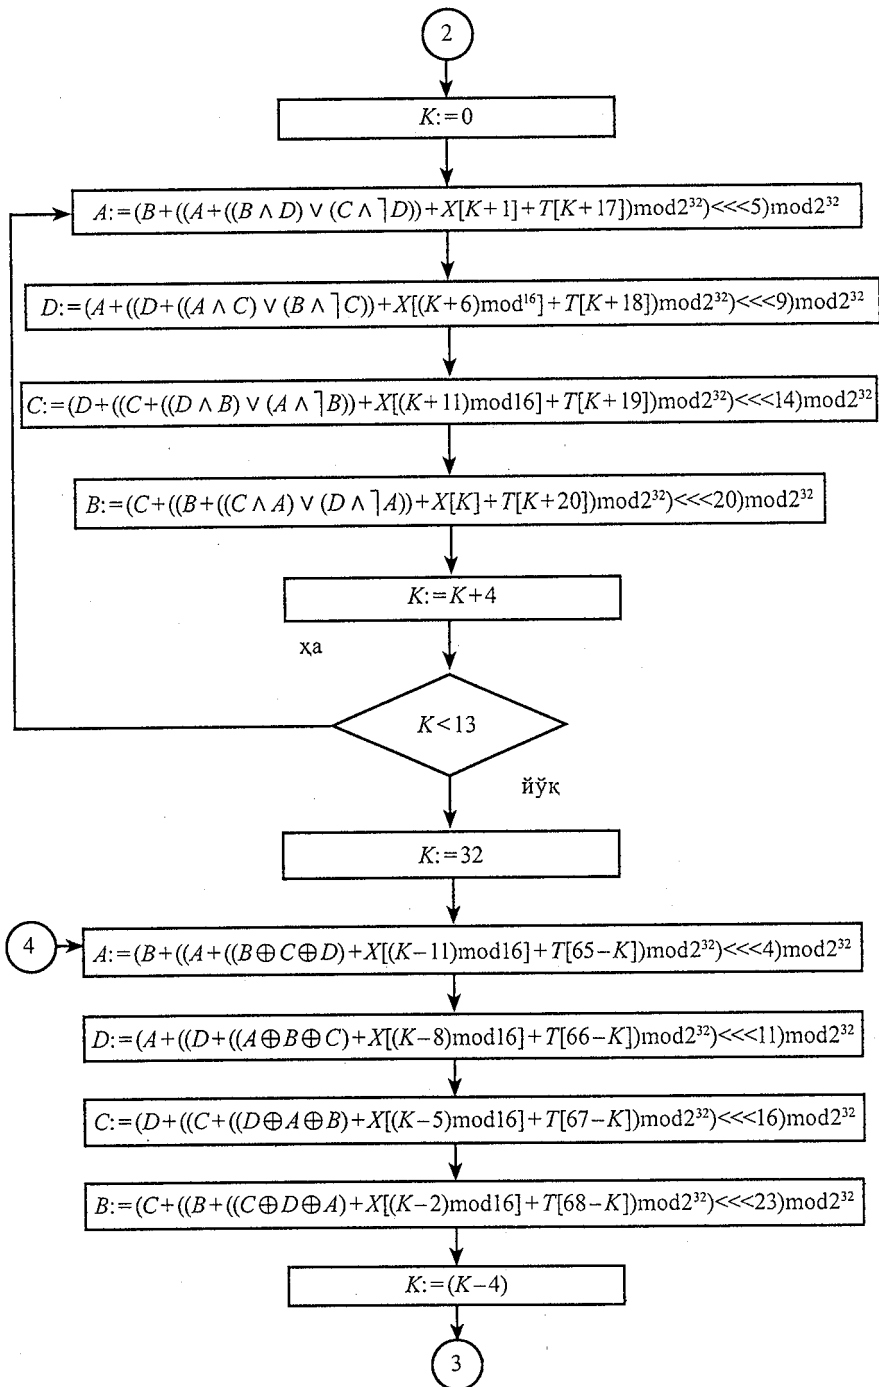 2
K:=0
A:=(B+((A+((B∧D)∨(C∧⏋D))+X[K+1]+T[K+17])mod2³²)<<<5)mod2³²
D:=(A+((D+((A∧C)∨(B∧⏋C))+X[(K+6)mod¹⁶]+T[K+18])mod2³²)<<<9)mod2³²
C:=(D+((C+((D∧B)∨(A∧⏋B))+X[(K+11)mod16]+T[K+19])mod2³²)<<<14)mod2³²
B:=(C+((B+((C∧A)∨(D∧⏋A))+X[K]+T[K+20])mod2³²)<<<20)mod2³²
K:=K+4
ҳа
K<13
йўқ
K:=32
4
A:=(B+((A+((B⊕C⊕D)+X[(K−11)mod16]+T[65−K])mod2³²)<<<4)mod2³²
D:=(A+((D+((A⊕B⊕C)+X[(K−8)mod16]+T[66−K])mod2³²)<<<11)mod2³²
C:=(D+((C+((D⊕A⊕B)+X[(K−5)mod16]+T[67−K])mod2³²)<<<16)mod2³²
B:=(C+((B+((C⊕D⊕A)+X[(K−2)mod16]+T[68−K])mod2³²)<<<23)mod2³²
K:=(K−4)
3